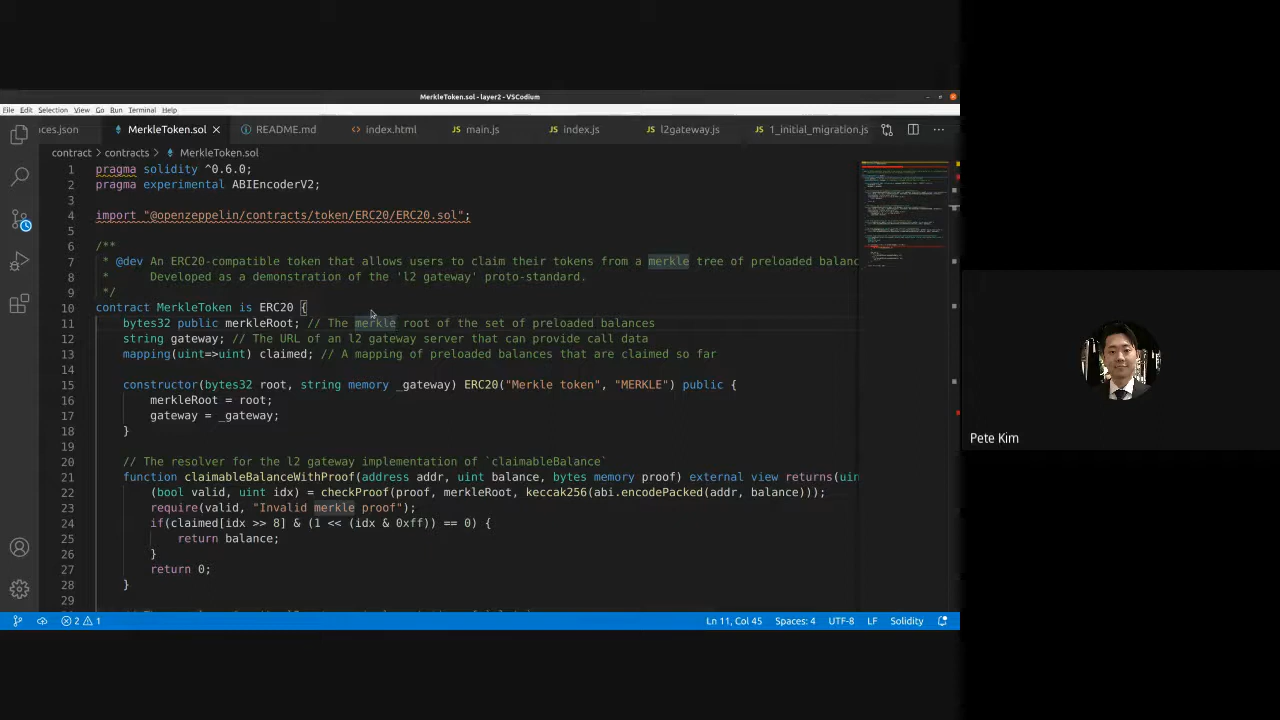 MerkleToken.sol - layer2 - VSCodium
File Edit Selection View Go Run Terminal Help
ces.json MerkleToken.sol README.md index.html main.js index.js l2gateway.js 1_initial_migration.js
contract > contracts > MerkleToken.sol
1 pragma solidity ^0.6.0;
2 pragma experimental ABIEncoderV2;
3
4 import "@openzeppelin/contracts/token/ERC20/ERC20.sol";
5
6 /**
7 * @dev An ERC20-compatible token that allows users to claim their tokens from a merkle tree of preloaded balanc
8 * Developed as a demonstration of the 'l2 gateway' proto-standard.
9 */
10 contract MerkleToken is ERC20 {
11 bytes32 public merkleRoot; // The merkle root of the set of preloaded balances
12 string gateway; // The URL of an l2 gateway server that can provide call data
13 mapping(uint=>uint) claimed; // A mapping of preloaded balances that are claimed so far
14
15 constructor(bytes32 root, string memory _gateway) ERC20("Merkle token", "MERKLE") public {
16 merkleRoot = root;
17 gateway = _gateway;
18 }
19
20 // The resolver for the l2 gateway implementation of `claimableBalance`
21 function claimableBalanceWithProof(address addr, uint balance, bytes memory proof) external view returns(uin
22 (bool valid, uint idx) = checkProof(proof, merkleRoot, keccak256(abi.encodePacked(addr, balance)));
23 require(valid, "Invalid merkle proof");
24 if(claimed[idx >> 8] & (1 << (idx & 0xff)) == 0) {
25 return balance;
26 }
27 return 0;
28 }
29
2 1 Ln 11, Col 45 Spaces: 4 UTF-8 LF Solidity
Pete Kim